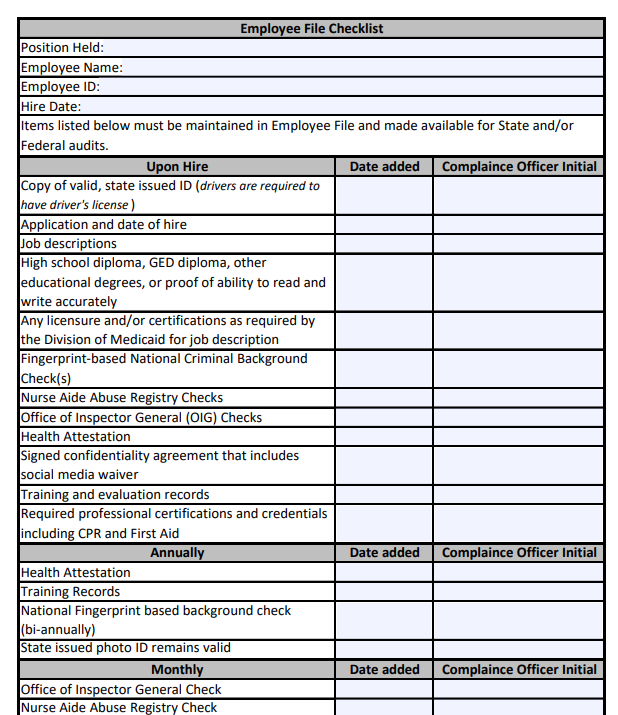 Employee File Checklist
Position Held:
Employee Name:
Employee ID:
Hire Date:
Items listed below must be maintained in Employee File and made available for State and/or
Federal audits.
Upon Hire Date added Complaince Officer Initial
Copy of valid, state issued ID (drivers are required to
have driver's license)
Application and date of hire
Job descriptions
High school diploma, GED diploma, other
educational degrees, or proof of ability to read and
write accurately
Any licensure and/or certifications as required by
the Division of Medicaid for job description
Fingerprint-based National Criminal Background
Check(s)
Nurse Aide Abuse Registry Checks
Office of Inspector General (OIG) Checks
Health Attestation
Signed confidentiality agreement that includes
social media waiver
Training and evaluation records
Required professional certifications and credentials
including CPR and First Aid
Annually Date added Complaince Officer Initial
Health Attestation
Training Records
National Fingerprint based background check
(bi-annually)
State issued photo ID remains valid
Monthly Date added Complaince Officer Initial
Office of Inspector General Check
Nurse Aide Abuse Registry Check